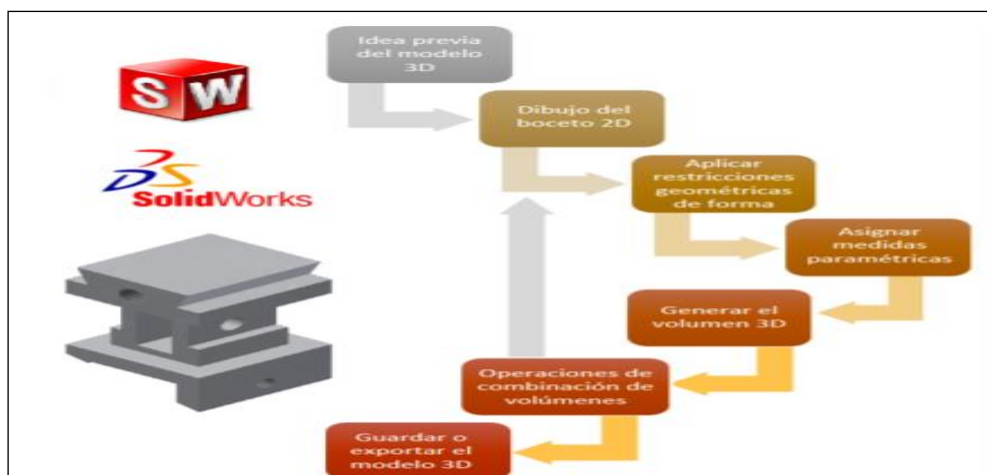 Idea previa
del modelo
3D
SW
Dibujo del
boceto 2D
Aplicar
restricciones
geométricas
de forma
SolidWorks
Asignar
medidas
paramétricas
Generar el
volumen 3D
Operaciones de
combinación de
volúmenes
Guardar o
exportar el
modelo 3D